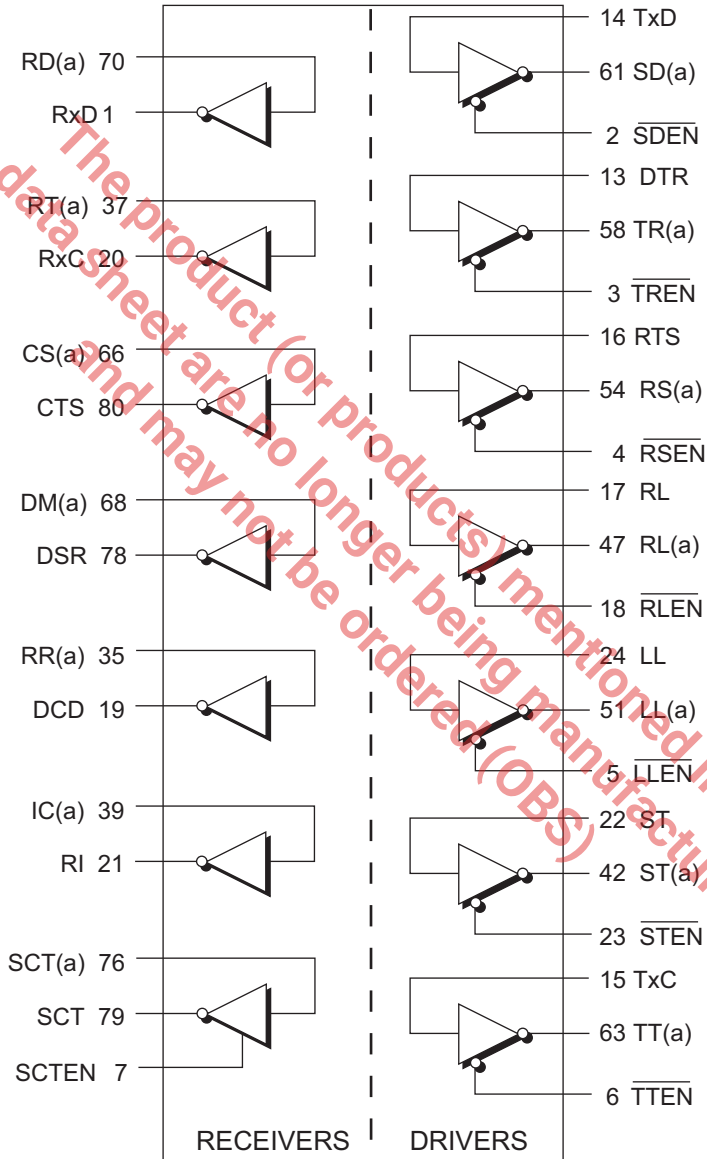 RD(a) 70
RxD 1
RT(a) 37
RxC 20
CS(a) 66
CTS 80
DM(a) 68
DSR 78
RR(a) 35
DCD 19
IC(a) 39
RI 21
SCT(a) 76
SCT 79
SCTEN 7
RECEIVERS
14 TxD
61 SD(a)
2 SDEN
13 DTR
58 TR(a)
3 TREN
16 RTS
54 RS(a)
4 RSEN
17 RL
47 RL(a)
18 RLEN
24 LL
51 LL(a)
5 LLEN
22 ST
42 ST(a)
23 STEN
15 TxC
63 TT(a)
6 TTEN
DRIVERS
The product (or products) mentioned
data sheet are no longer being
and may not be ordered (OBS)